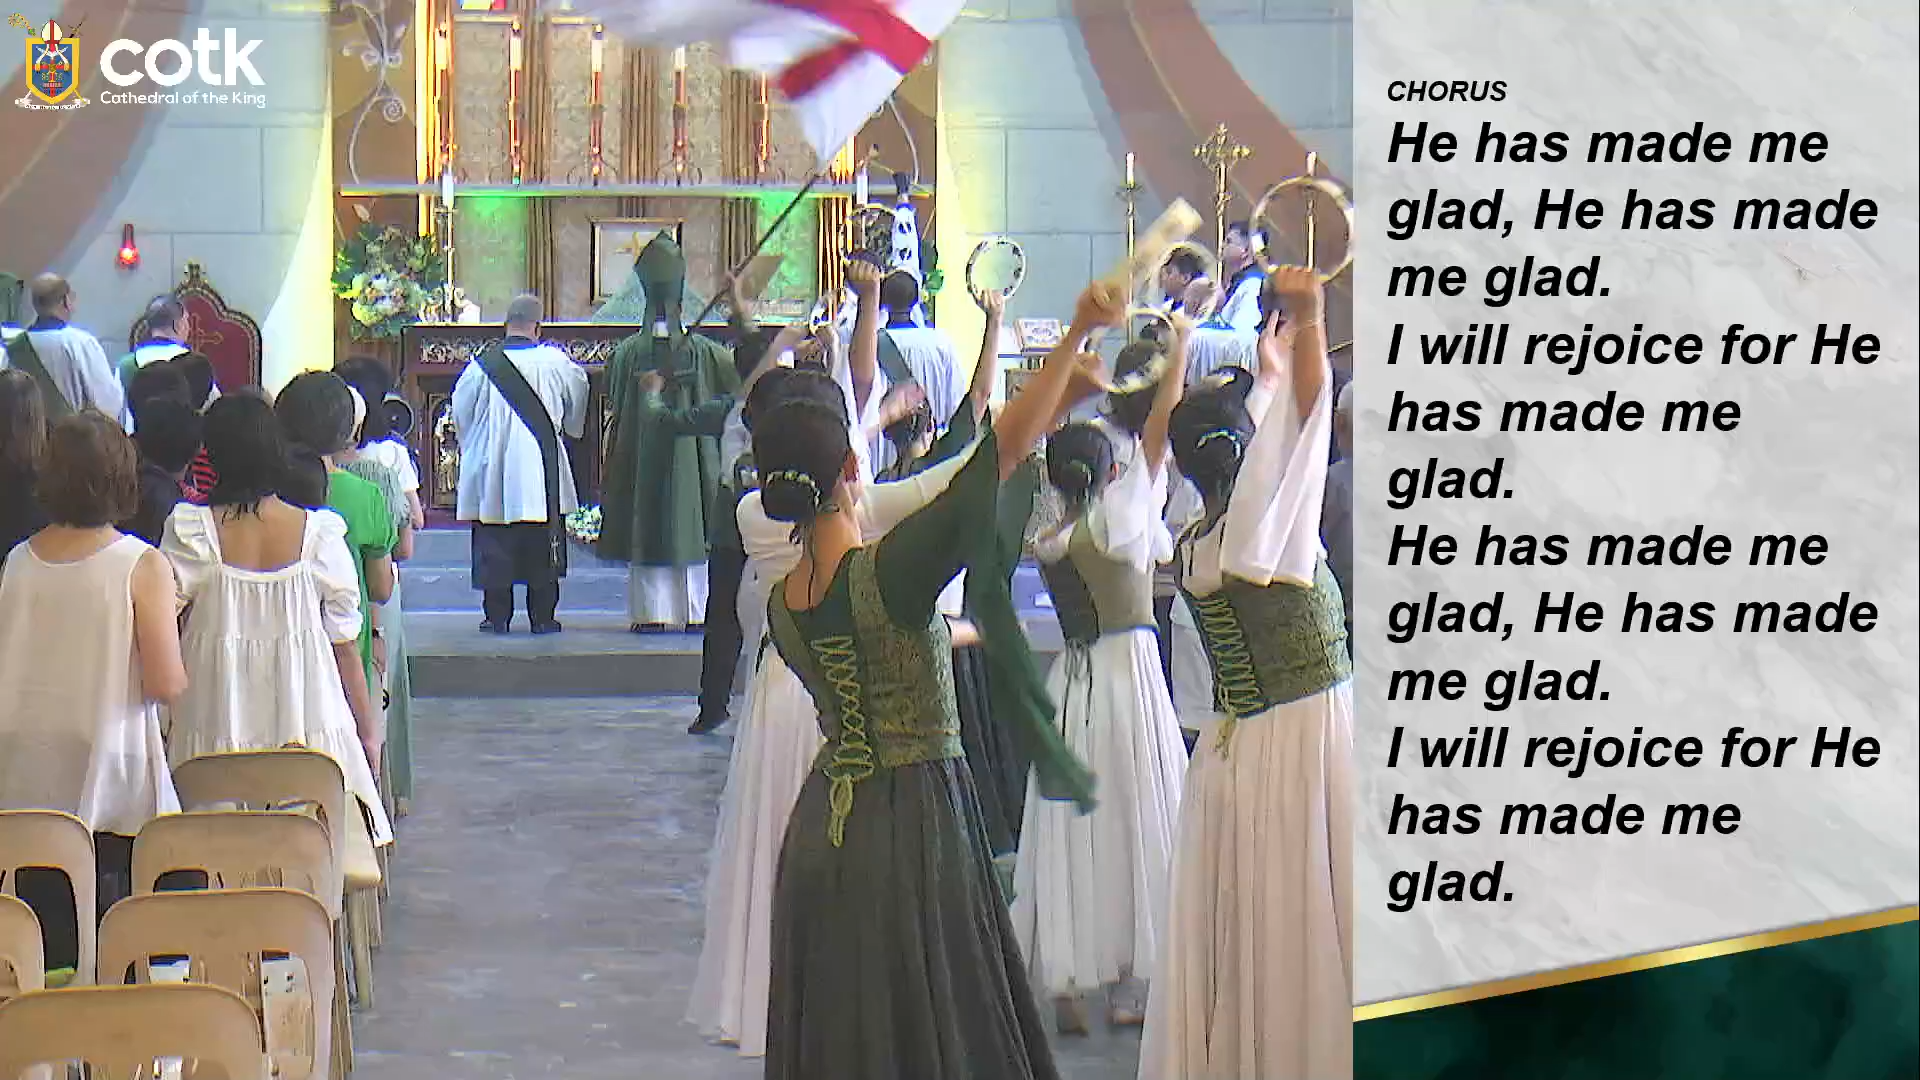 cotk
Cathedral of the King
CHORUS
He has made me
glad, He has made
me glad.
I will rejoice for He
has made me
glad.
He has made me
glad, He has made
me glad.
I will rejoice for He
has made me
glad.